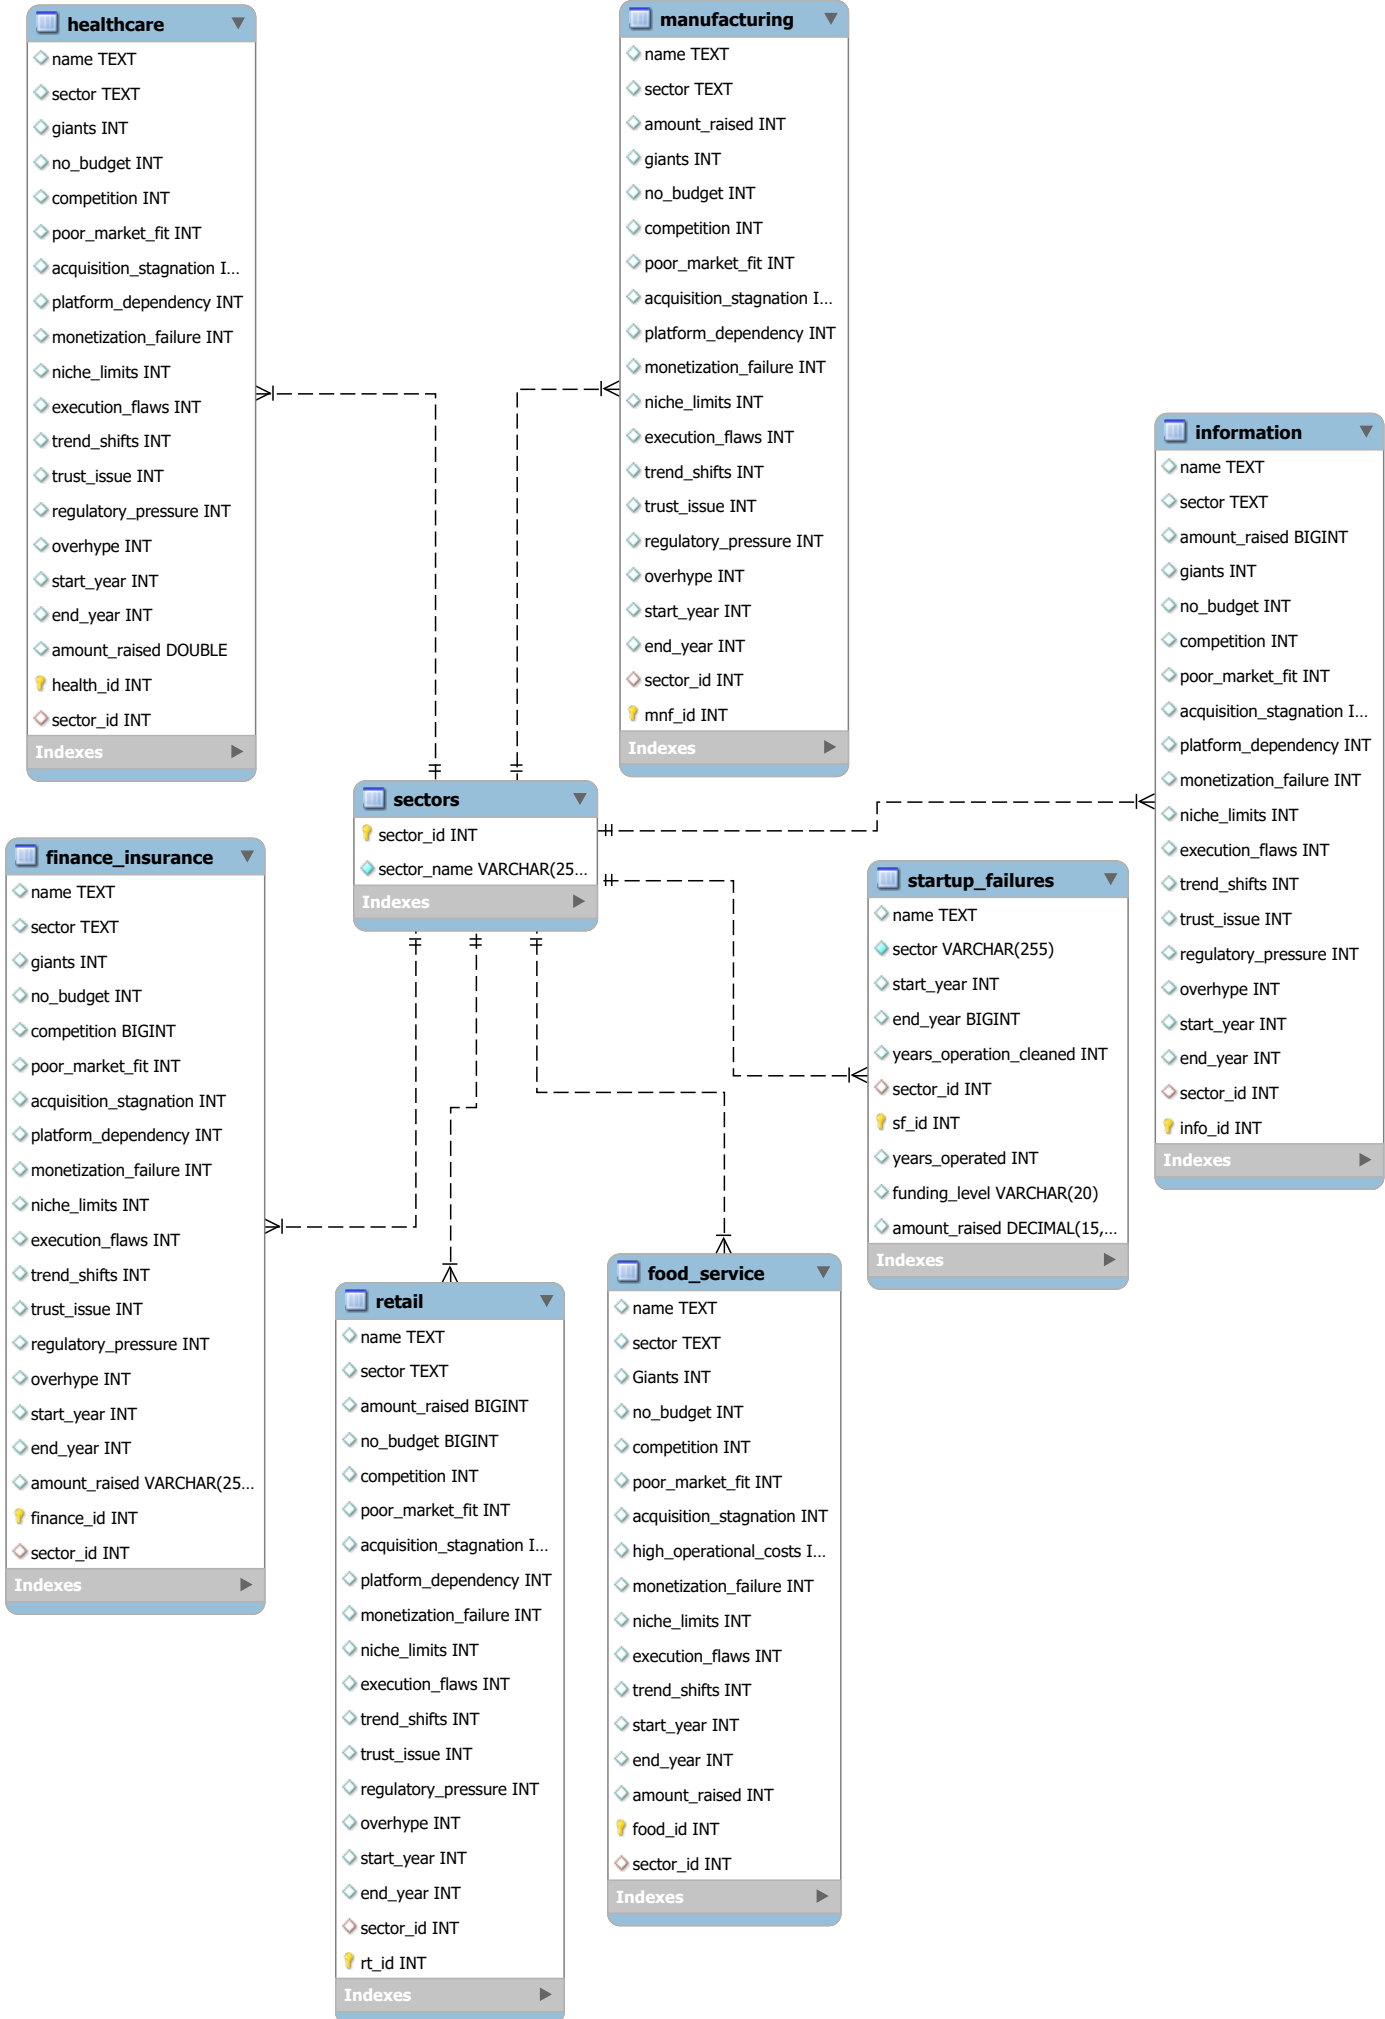 healthcare
name TEXT
sector TEXT
giants INT
no_budget INT
competition INT
poor_market_fit INT
acquisition_stagnation I...
platform_dependency INT
monetization_failure INT
niche_limits INT
execution_flaws INT
trend_shifts INT
trust_issue INT
regulatory_pressure INT
overhype INT
start_year INT
end_year INT
amount_raised DOUBLE
health_id INT
sector_id INT
Indexes
manufacturing
name TEXT
sector TEXT
amount_raised INT
giants INT
no_budget INT
competition INT
poor_market_fit INT
acquisition_stagnation I...
platform_dependency INT
monetization_failure INT
niche_limits INT
execution_flaws INT
trend_shifts INT
trust_issue INT
regulatory_pressure INT
overhype INT
start_year INT
end_year INT
sector_id INT
mnf_id INT
Indexes
information
name TEXT
sector TEXT
amount_raised BIGINT
giants INT
no_budget INT
competition INT
poor_market_fit INT
acquisition_stagnation I...
platform_dependency INT
monetization_failure INT
niche_limits INT
execution_flaws INT
trend_shifts INT
trust_issue INT
regulatory_pressure INT
overhype INT
start_year INT
end_year INT
sector_id INT
info_id INT
Indexes
sectors
sector_id INT
sector_name VARCHAR(25...
Indexes
finance_insurance
name TEXT
sector TEXT
giants INT
no_budget INT
competition BIGINT
poor_market_fit INT
acquisition_stagnation INT
platform_dependency INT
monetization_failure INT
niche_limits INT
execution_flaws INT
trend_shifts INT
trust_issue INT
regulatory_pressure INT
overhype INT
start_year INT
end_year INT
amount_raised VARCHAR(25...
finance_id INT
sector_id INT
Indexes
startup_failures
name TEXT
sector VARCHAR(255)
start_year INT
end_year BIGINT
years_operation_cleaned INT
sector_id INT
sf_id INT
years_operated INT
funding_level VARCHAR(20)
amount_raised DECIMAL(15,...
Indexes
retail
name TEXT
sector TEXT
amount_raised BIGINT
no_budget BIGINT
competition INT
poor_market_fit INT
acquisition_stagnation I...
platform_dependency INT
monetization_failure INT
niche_limits INT
execution_flaws INT
trend_shifts INT
trust_issue INT
regulatory_pressure INT
overhype INT
start_year INT
end_year INT
sector_id INT
rt_id INT
Indexes
food_service
name TEXT
sector TEXT
Giants INT
no_budget INT
competition INT
poor_market_fit INT
acquisition_stagnation INT
high_operational_costs I...
monetization_failure INT
niche_limits INT
execution_flaws INT
trend_shifts INT
start_year INT
end_year INT
amount_raised INT
food_id INT
sector_id INT
Indexes